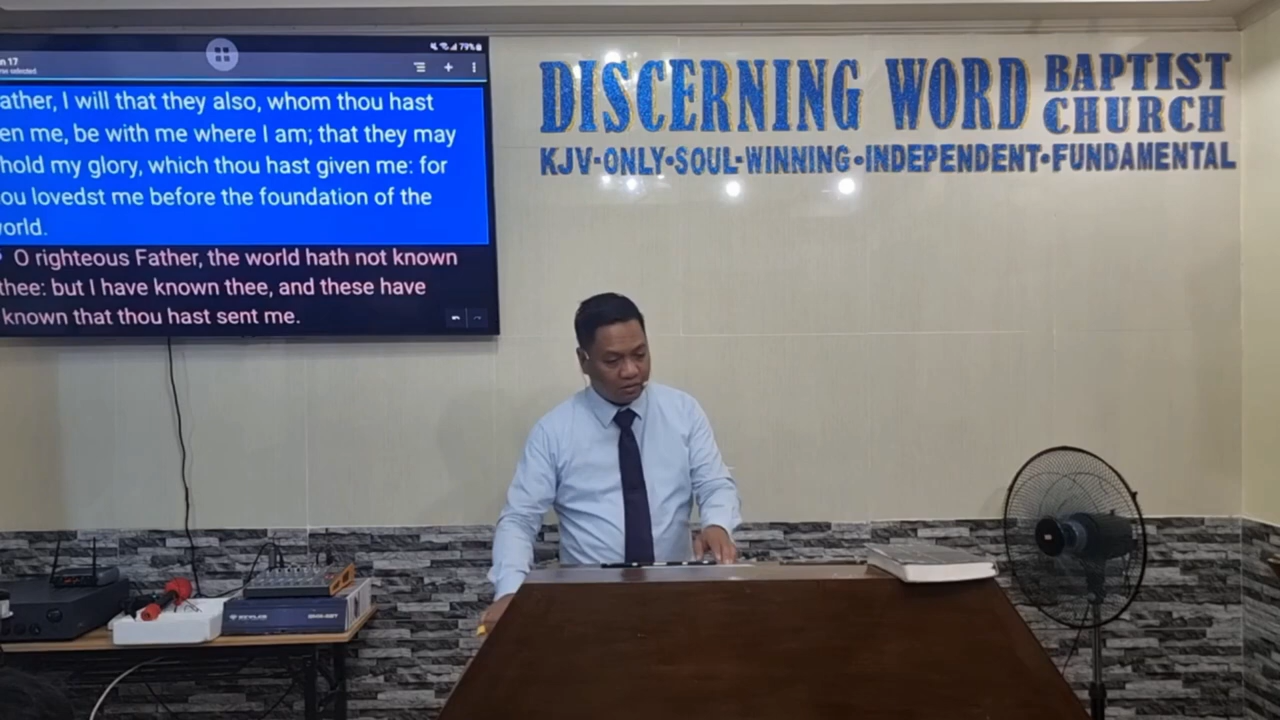 n 17
79%
ather, I will that they also, whom thou hast
en me, be with me where I am; that they may
hold my glory, which thou hast given me: for
ou lovedst me before the foundation of the
orld.
O righteous Father, the world hath not known
thee: but I have known thee, and these have
known that thou hast sent me.
DISCERNING WORD BAPTIST
CHURCH
KJV-ONLY•SOUL-WINNING•INDEPENDENT•FUNDAMENTAL